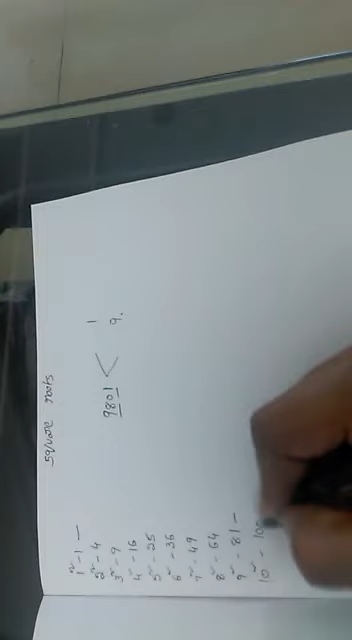 square roots
1² - 1 -
2² - 4
3² - 9
4² - 16
5² - 25
6² - 36
7² - 49
8² - 64
9² - 81 -
10² - 100
9801 < 1
9.